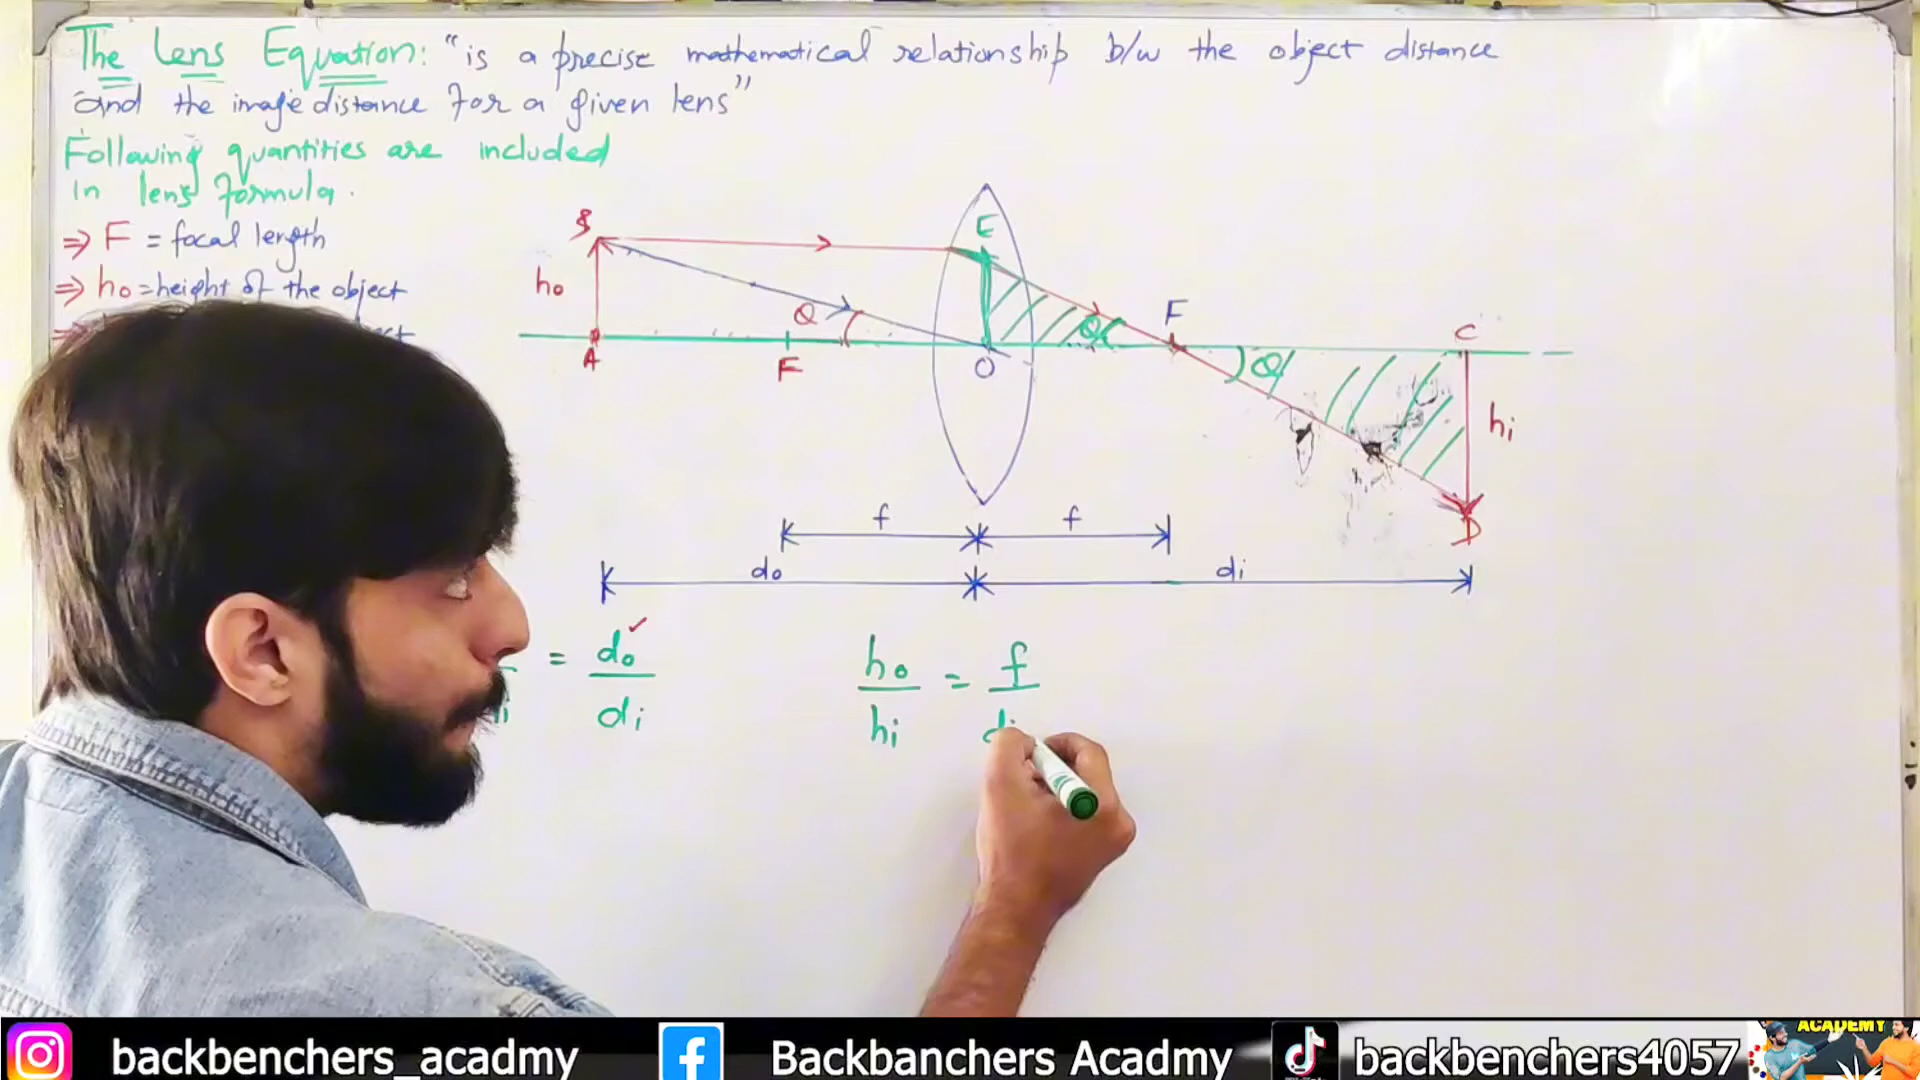 The Lens Equation: "is a precise mathematical relationship b/w the object distance
and the image distance for a given lens"
Following quantities are included
in lens formula.
⇒ F = focal length
⇒ ho = height of the object
E
B
ho
Q
F
A
F
O
Q
Q
C
hi
D
f
f
do
di
= do ✓
di
ho = f
hi di
backbenchers_acadmy
Backbanchers Acadmy
backbenchers4057
ACADEMY